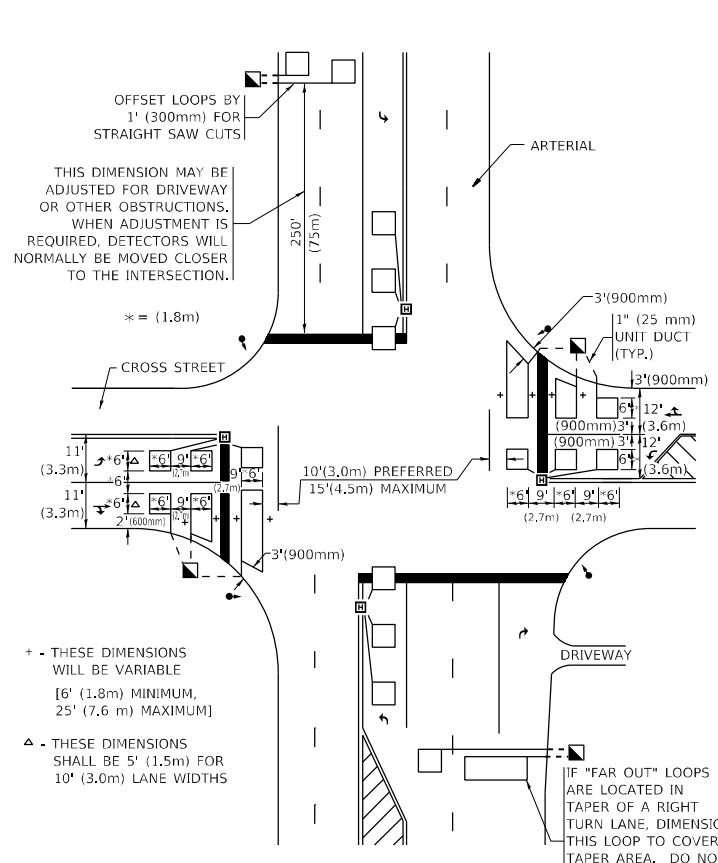 OFFSET LOOPS BY
1' (300mm) FOR
STRAIGHT SAW CUTS
ARTERIAL
THIS DIMENSION MAY BE
ADJUSTED FOR DRIVEWAY
OR OTHER OBSTRUCTIONS.
WHEN ADJUSTMENT IS
REQUIRED, DETECTORS WILL
NORMALLY BE MOVED CLOSER
TO THE INTERSECTION.
250'
(75m)
* = (1.8m)
H
3'(900mm)
1" (25 mm)
UNIT DUCT
(TYP.)
CROSS STREET
3'(900mm)
+ + +
6' * 12'
(3.6m)
(900mm) 3'
(900mm) 3' 12'
6' * (3.6m)
H
*6' 9' *6' 9' *6'
(2.7m) (2.7m)
H
11'
(3.3m)
*6' △ *6' 9' *6'
9' *6'
(2.7m)
*6'
11'
(3.3m)
*6' △ *6' 9' *6'
2'(600mm) + + +
10'(3.0m) PREFERRED
15'(4.5m) MAXIMUM
3'(900mm)
H
DRIVEWAY
+ - THESE DIMENSIONS
WILL BE VARIABLE
[6' (1.8m) MINIMUM,
25' (7.6 m) MAXIMUM]
△ - THESE DIMENSIONS
SHALL BE 5' (1.5m) FOR
10' (3.0m) LANE WIDTHS
IF "FAR OUT" LOOPS
ARE LOCATED IN
TAPER OF A RIGHT
TURN LANE, DIMENSIO
THIS LOOP TO COVER
TAPER AREA. DO NO